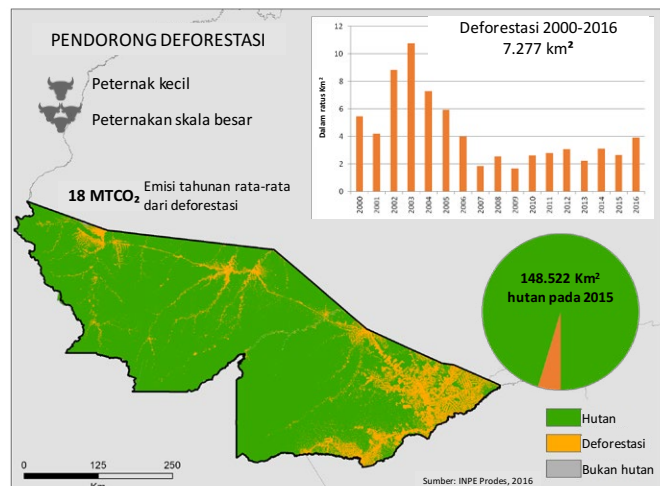 PENDORONG DEFORESTASI
Peternak kecil
Peternakan skala besar
18 MTCO₂ Emisi tahunan rata-rata
dari deforestasi
Deforestasi 2000-2016
7.277 km²
Dalam ratus Km²
12
10
8
6
4
2
0
2000
2001
2002
2003
2004
2005
2006
2007
2008
2009
2010
2011
2012
2013
2014
2015
2016
148.522 Km²
hutan pada 2015
Hutan
Deforestasi
Bukan hutan
0 125 250
Km
Sumber: INPE Prodes, 2016